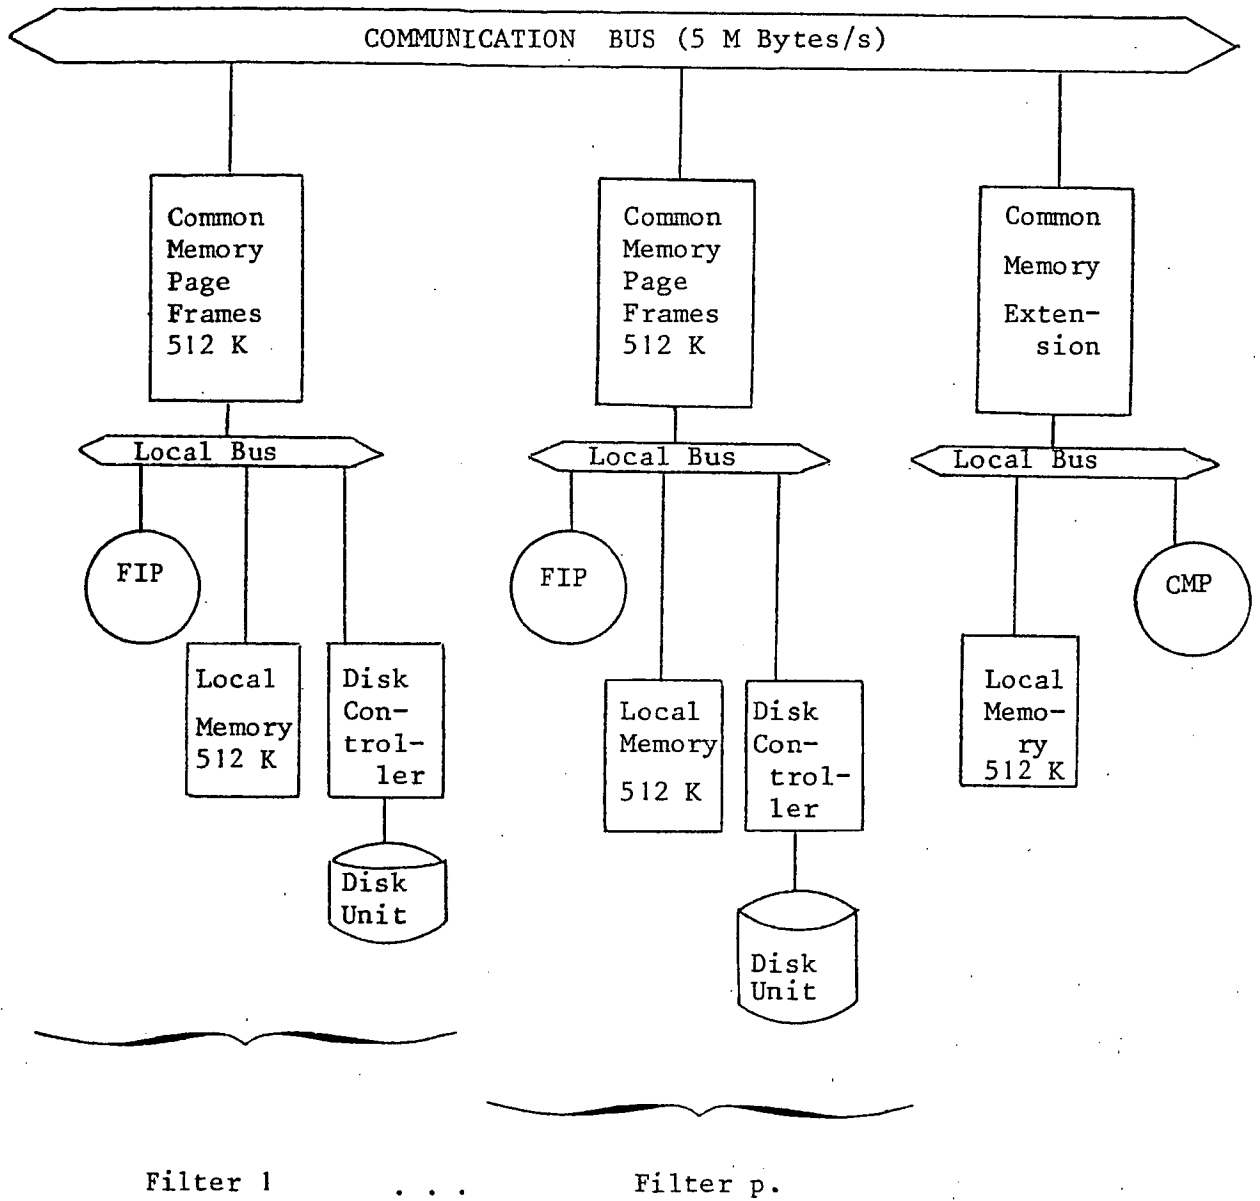 COMMUNICATION BUS (5 M Bytes/s)
Common
Memory
Page
Frames
512 K
Common
Memory
Page
Frames
512 K
Common
Memory
Exten-
sion
Local Bus
Local Bus
Local Bus
FIP
FIP
CMP
Local
Memory
512 K
Disk
Con-
trol-
ler
Local
Memory
512 K
Disk
Con-
trol-
ler
Local
Memo-
ry
512 K
Disk
Unit
Disk
Unit
Filter 1 . . . Filter p.